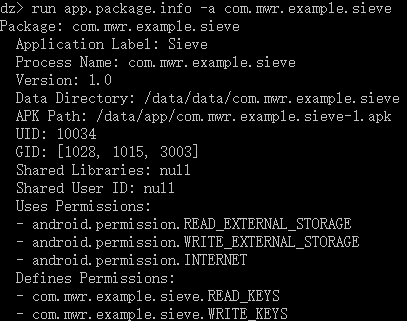 dz> run app.package.info -a com.mwr.example.sieve
Package: com.mwr.example.sieve
  Application Label: Sieve
  Process Name: com.mwr.example.sieve
  Version: 1.0
  Data Directory: /data/data/com.mwr.example.sieve
  APK Path: /data/app/com.mwr.example.sieve-1.apk
  UID: 10034
  GID: [1028, 1015, 3003]
  Shared Libraries: null
  Shared User ID: null
  Uses Permissions:
  - android.permission.READ_EXTERNAL_STORAGE
  - android.permission.WRITE_EXTERNAL_STORAGE
  - android.permission.INTERNET
  Defines Permissions:
  - com.mwr.example.sieve.READ_KEYS
  - com.mwr.example.sieve.WRITE_KEYS